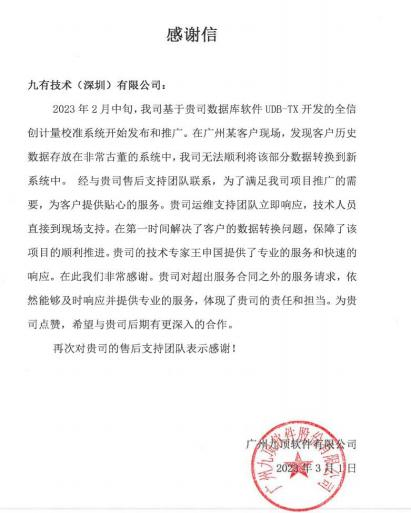 感谢信
九有技术（深圳）有限公司：
2023 年 2 月中旬，我司基于贵司数据库软件 UDB-TX 开发的全信
创计量校准系统开始发布和推广。在广州某客户现场，发现客户历史
数据存放在非常古董的系统中，我司无法顺利将该部分数据转换到新
系统中。 经与贵司售后支持团队联系，为了满足我司项目推广的需
要，为客户提供贴心的服务。贵司运维支持团队立即响应，技术人员
直接到现场支持。在第一时间解决了客户的数据转换问题，保障了该
项目的顺利推进。贵司的技术专家王申国提供了专业的服务和快速的
响应。在此我们非常感谢。贵司对超出服务合同之外的服务请求，依
然能够及时响应并提供专业的服务，体现了贵司的责任和担当。为贵
司点赞，希望与贵司后期有更深入的合作。
再次对贵司的售后支持团队表示感谢！
广州九顶软件有限公司
2023 年 3 月 1 日
广州九顶软件股份有限公司